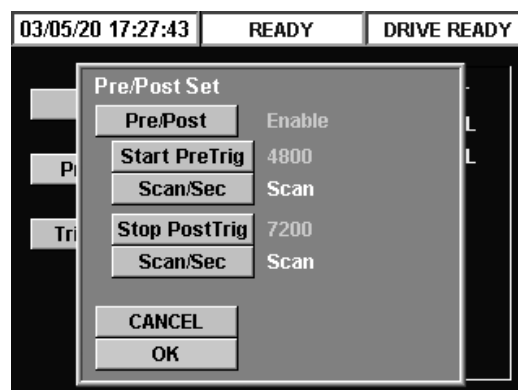 03/05/20 17:27:43 READY DRIVE READY
Pre/Post Set
Pre/Post Enable
Start PreTrig 4800
Scan/Sec Scan
Stop PostTrig 7200
Scan/Sec Scan
CANCEL
OK